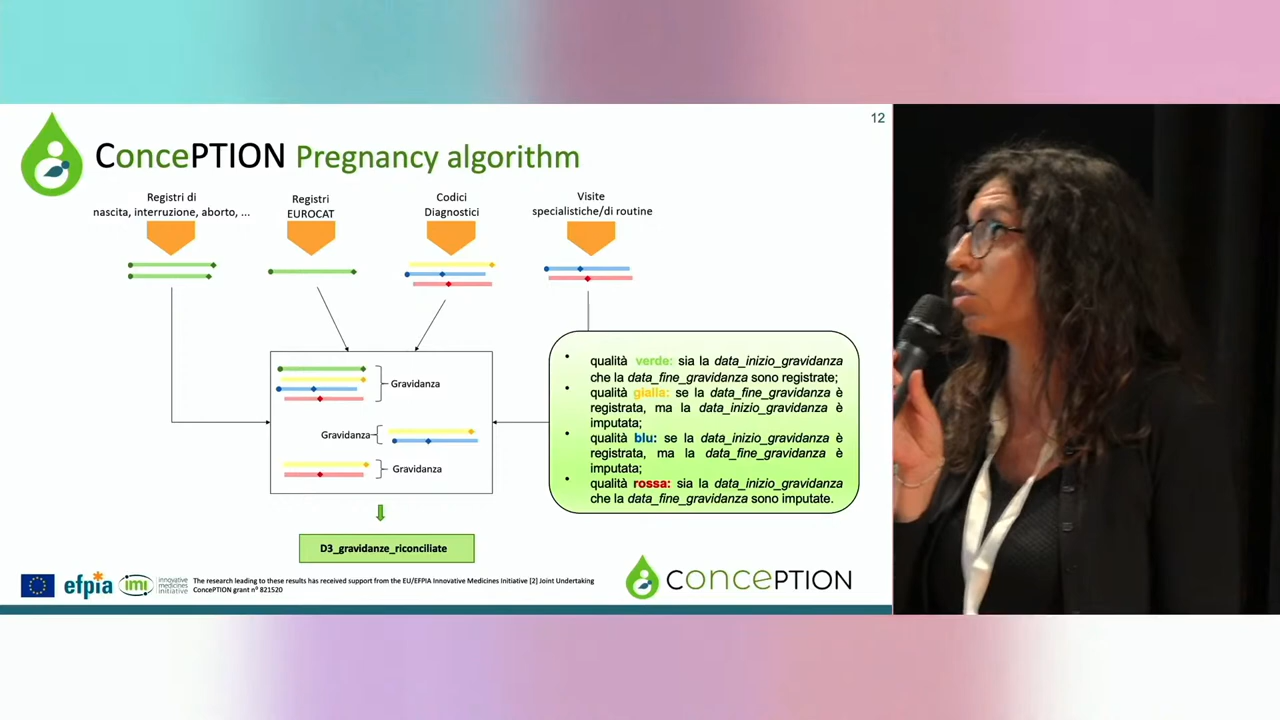 12
ConcePTION Pregnancy algorithm
Registri di
nascita, interruzione, aborto, ...
Registri
EUROCAT
Codici
Diagnostici
Visite
specialistiche/di routine
Gravidanza
Gravidanza
Gravidanza
• qualità verde: sia la data_inizio_gravidanza
che la data_fine_gravidanza sono registrate;
• qualità gialla: se la data_fine_gravidanza è
registrata, ma la data_inizio_gravidanza è
imputata;
• qualità blu: se la data_inizio_gravidanza è
registrata, ma la data_fine_gravidanza è
imputata;
• qualità rossa: sia la data_inizio_gravidanza
che la data_fine_gravidanza sono imputate.
D3_gravidanze_riconciliate
efpia
imi
innovative
medicines
initiative
The research leading to these results has received support from the EU/EFPIA Innovative Medicines Initiative [2] Joint Undertaking
ConcePTION grant n° 821520
ConcePTION